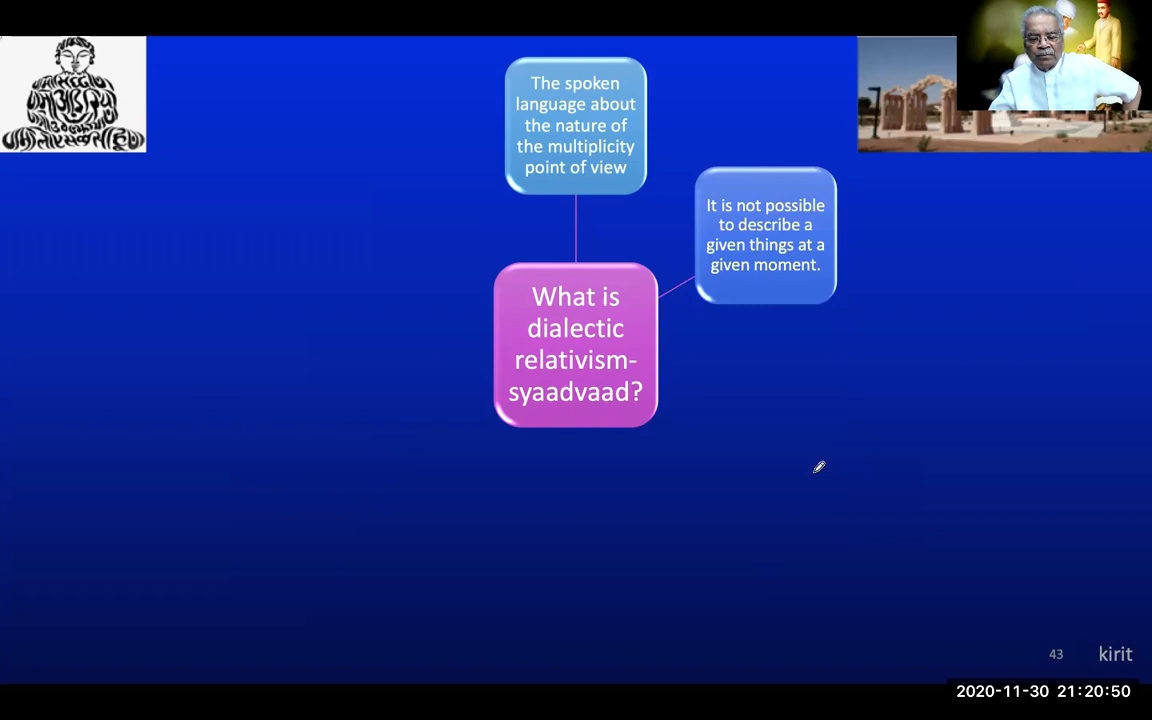 The spoken
language about
the nature of
the multiplicity
point of view
It is not possible
to describe a
given things at a
given moment.
What is
dialectic
relativism-
syaadvaad?
43
kirit
2020-11-30 21:20:50